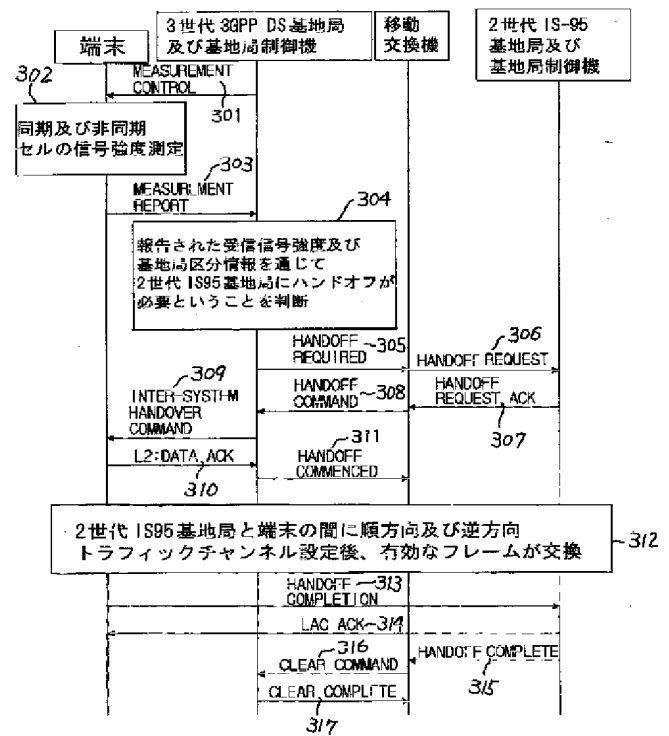 端末
3世代 3GPP DS基地局
及び基地局制御機
移動
交換機
2世代 IS-95
基地局及び
基地局制御機
302
MEASUREMENT
CONTROL
301
同期及び非同期
セルの信号強度測定
303
MEASUREMENT
REPORT
304
報告された受信信号強度及び
基地局区分情報を通じて
2世代 IS95基地局にハンドオフが
必要ということを判断
HANDOFF
REQUIRED
305
306
HANDOFF REQUEST
309
INTER-SYSTEM
HANDOVER
COMMAND
HANDOFF
COMMAND
308
HANDOFF
REQUEST ACK
307
L2:DATA ACK
310
311
HANDOFF
COMMENCED
2世代 IS95基地局と端末の間に順方向及び逆方向
トラフィックチャンネル設定後、有効なフレームが交換
312
HANDOFF
COMPLETION
313
LAC ACK
314
316
CLEAR COMMAND
HANDOFF COMPLETE
315
CLEAR COMPLETE
317